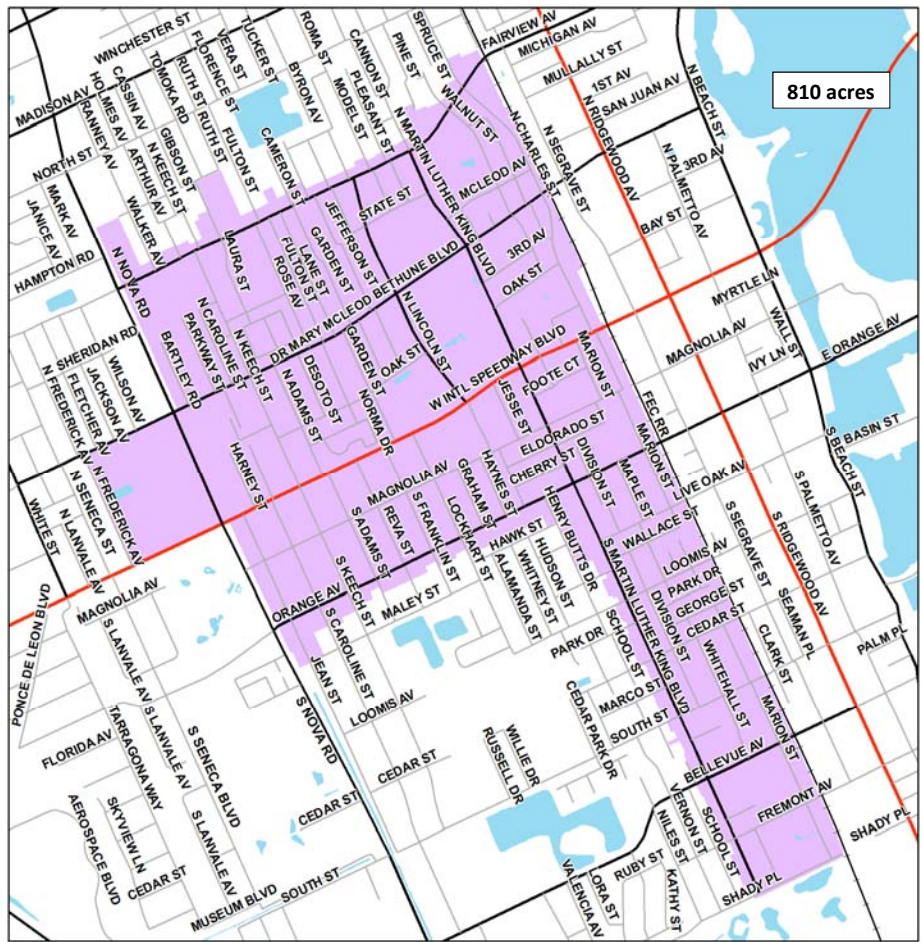 WINCHESTER ST
TUCKER ST
VERA ST
FLORENCE ST
ROMA ST
CANNON ST
PINE ST
SPRUCE ST
FAIRVIEW AV
MICHIGAN AV
MULLALLY ST
1ST AV
SAN JUAN AV
N BEACH ST
810 acres
MADISON AV
HOLMES AV
RANNEY AV
CASSIN AV
TOMOKA RD
RUTH ST
RUTH ST
BYRON AV
MODEL ST
PLEASANT ST
WALNUT ST
N MARTIN LUTHER KING BLVD
N CHARLES ST
N SEGRAVE ST
N RIDGEWOOD AV
N PALMETTO AV
3RD AV
NORTH ST
ARTHUR AV
N KEECH ST
GIBSON ST
FULTON ST
CAMERON ST
STATE ST
MCLEOD AV
BAY ST
MARK AV
JANICE AV
WALKER AV
HAMPTON RD
N NOVA RD
LAURA ST
JEFFERSON ST
GARDEN ST
LANE ST
FULTON ST
ROSE AV
3RD AV
OAK ST
MYRTLE LN
DR MARY MCLEOD BETHUNE BLVD
N LINCOLN ST
SHERIDAN RD
BARTLEY RD
PARKWAY ST
N CAROLINE ST
N KEECH ST
N ADAMS ST
DESOTO ST
GARDEN ST
NORMA DR
OAK ST
W INTL SPEEDWAY BLVD
MARION ST
MAGNOLIA AV
WALL ST
IVY LN
E ORANGE AV
WILSON AV
JACKSON AV
FLETCHER AV
N FREDERICK AV
N FREDERICK AV
JESSE ST
FOOTE CT
FEC RR
MARION ST
ELDORADO ST
CHERRY ST
S BEACH ST
BASIN ST
HARNEY ST
MAGNOLIA AV
HAYNES ST
GRAHAM ST
LOCKHART ST
S FRANKLIN ST
REVA ST
S ADAMS ST
HENRY BUTTS DR
DIVISION ST
MAPLE ST
LIVE OAK AV
WALLACE ST
WHITE ST
N SENECA ST
N LANVALE AV
MAGNOLIA AV
HAWK ST
ALAMANDA ST
WHITNEY ST
HUDSON ST
S PALMETTO AV
S RIDGEWOOD AV
S SEGRAVE ST
LOOMIS AV
PARK DR
GEORGE ST
CEDAR ST
SEAMAN PL
PONCE DE LEON BLVD
ORANGE AV
S KEECH ST
MALEY ST
S CAROLINE ST
JEAN ST
LOOMIS AV
S LANVALE AV
S LANVALE AV
PARK DR
SCHOOL ST
S MARTIN LUTHER KING BLVD
DIVISION ST
WHITEHALL ST
CLARK ST
PALM PL
MARCO ST
SOUTH ST
CEDAR PARK DR
MARION ST
S NOVA RD
S SENECA BLVD
TARRAGONA WAY
FLORIDA AV
WILLIE DR
RUSSELL DR
BELLEVUE AV
CEDAR ST
CEDAR ST
FREMONT AV
SHADY PL
AEROSPACE BLVD
SKYVIEW LN
S LANVALE AV
CEDAR ST
MUSEUM BLVD
SOUTH ST
VERNON ST
NILES ST
SCHOOL ST
RUBY ST
KATHY ST
LORA ST
VALENCIA AV
SHADY PL